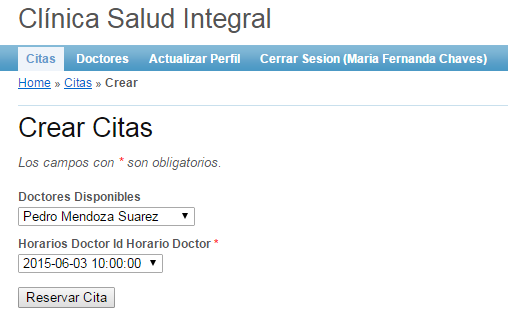 Clínica Salud Integral
Citas Doctores Actualizar Perfil Cerrar Sesion (Maria Fernanda Chaves)
Home » Citas » Crear
Crear Citas
Los campos con * son obligatorios.
Doctores Disponibles
Pedro Mendoza Suarez
Horarios Doctor Id Horario Doctor *
2015-06-03 10:00:00
Reservar Cita